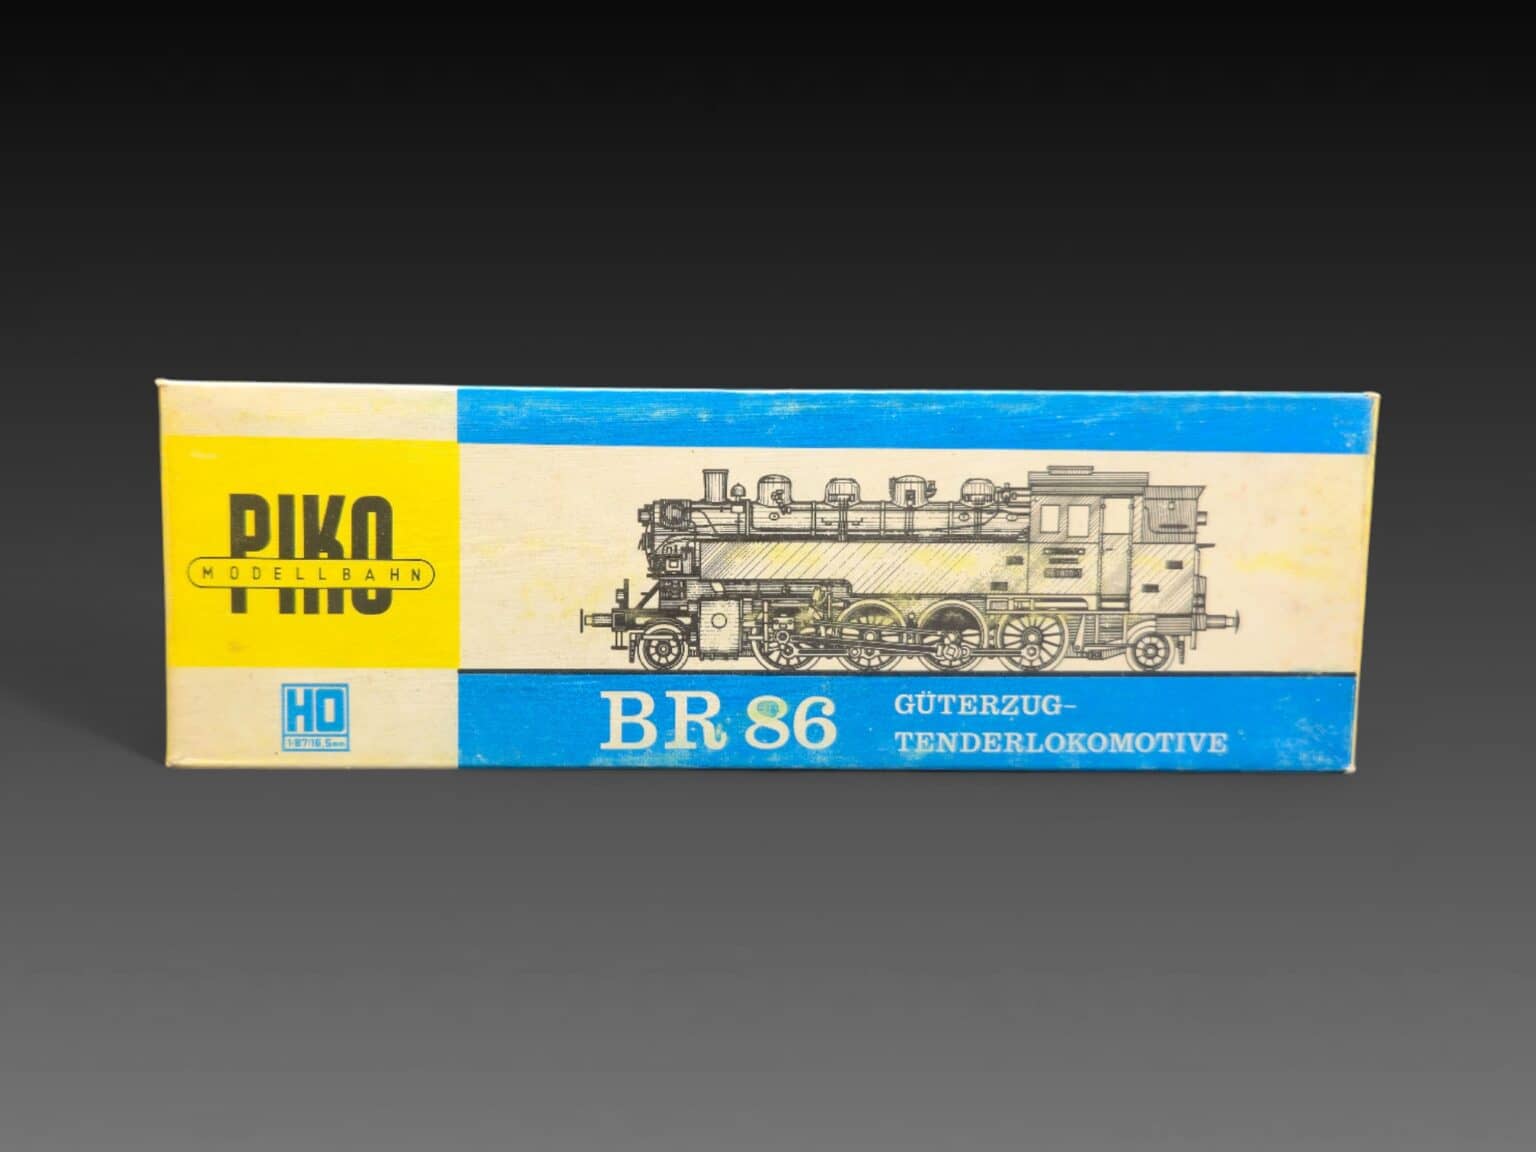 PIKO
MODELLBAHN
HO
1:87/16,5mm
BR 86
GÜTERZUG-
TENDERLOKOMOTIVE